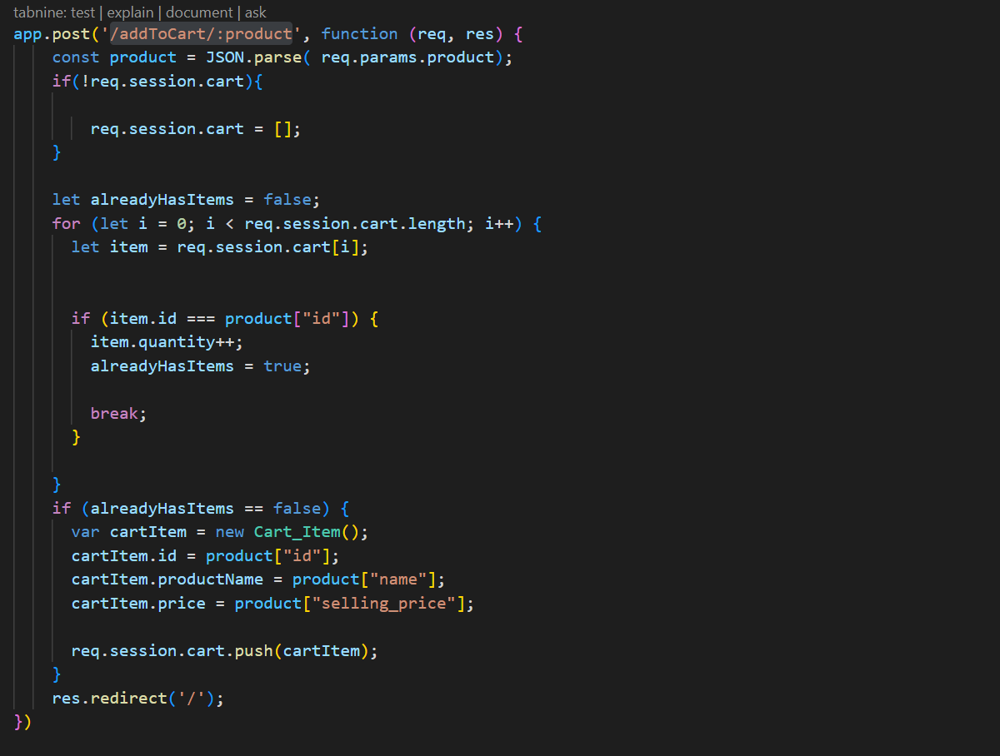 tabnine: test | explain | document | ask
app.post('/addToCart/:product', function (req, res) {
    const product = JSON.parse( req.params.product);
    if(!req.session.cart){
        req.session.cart = [];
    }
    let alreadyHasItems = false;
    for (let i = 0; i < req.session.cart.length; i++) {
      let item = req.session.cart[i];
      if (item.id === product["id"]) {
        item.quantity++;
        alreadyHasItems = true;
        break;
      }
    }
    if (alreadyHasItems == false) {
      var cartItem = new Cart_Item();
      cartItem.id = product["id"];
      cartItem.productName = product["name"];
      cartItem.price = product["selling_price"];
      req.session.cart.push(cartItem);
    }
    res.redirect('/');
})